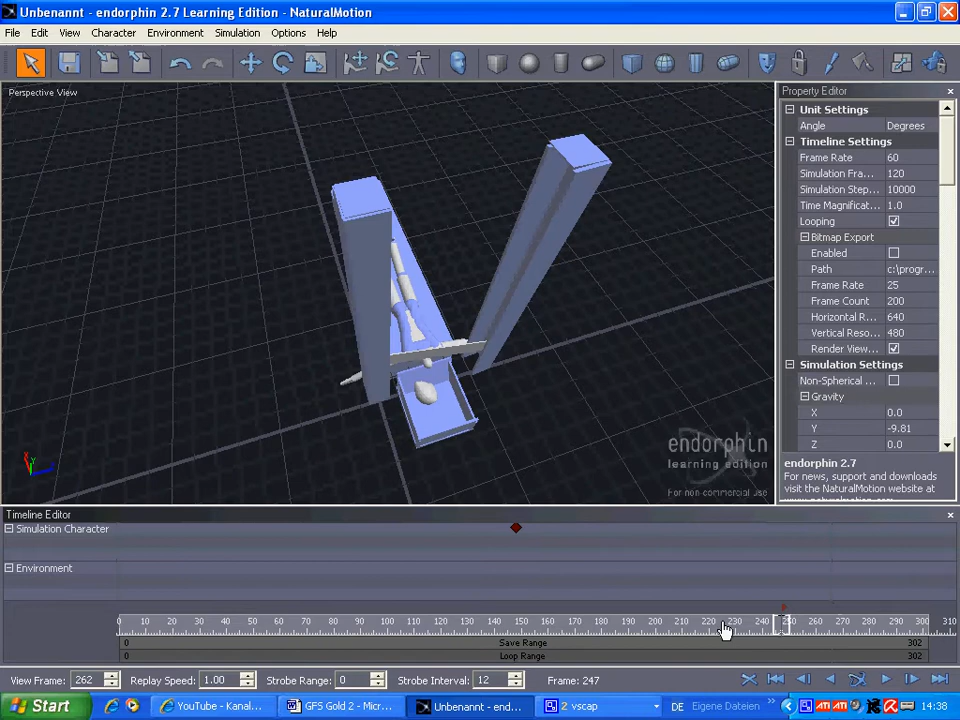 Unbenannt - endorphin 2.7 Learning Edition - NaturalMotion
File Edit View Character Environment Simulation Options Help
Perspective View
endorphin
learning edition
For non-commercial use
Property Editor
Unit Settings
Angle Degrees
Timeline Settings
Frame Rate 60
Simulation Fra... 120
Simulation Step... 10000
Time Magnificat... 1.0
Looping
Bitmap Export
Enabled
Path c:\progr...
Frame Rate 25
Frame Count 200
Horizontal R... 640
Vertical Reso... 480
Render View...
Simulation Settings
Non-Spherical ...
Gravity
X 0.0
Y -9.81
Z 0.0
endorphin 2.7
For news, support and downloads
visit the NaturalMotion website at
Timeline Editor
Simulation Character
Environment
0 10 20 30 40 50 60 70 80 90 100 110 120 130 140 150 160 170 180 190 200 210 220 230 240 250 260 270 280 290 300 310
0 Save Range 302
0 Loop Range 302
View Frame: 262 Replay Speed: 1.00 Strobe Range: 0 Strobe Interval: 12 Frame: 247
Start YouTube - Kanal... GFS Gold 2 - Micr... Unbenannt - end... 2 vscap DE Eigene Dateien 14:38